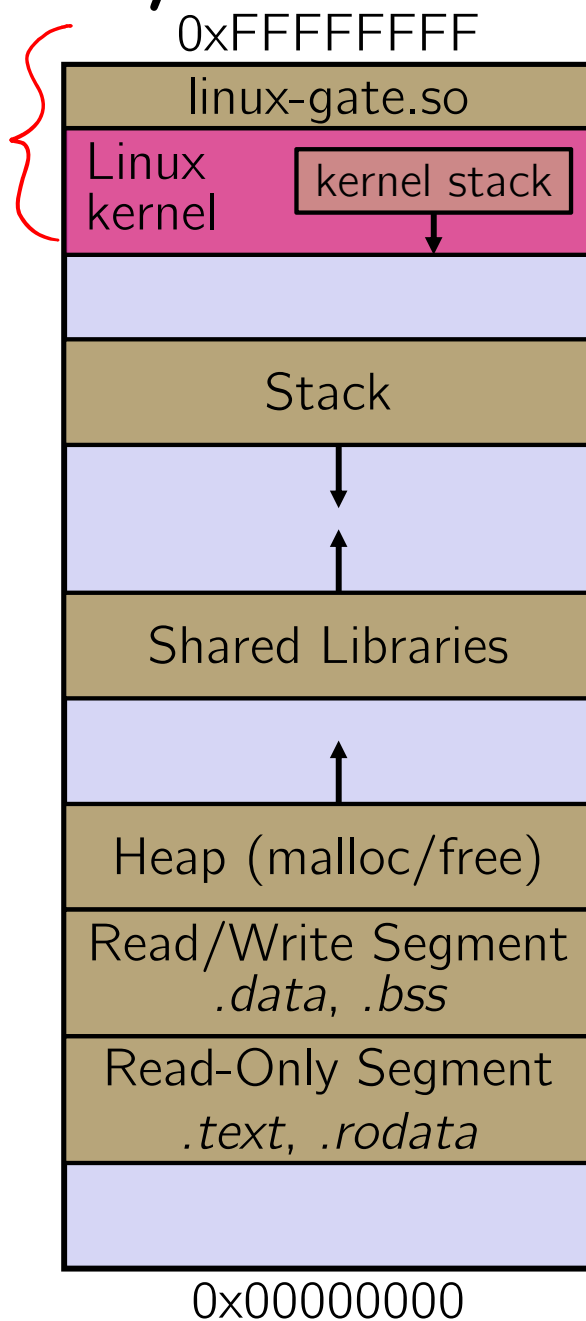 0xFFFFFFFF
linux-gate.so
Linux
kernel
kernel stack
Stack
Shared Libraries
Heap (malloc/free)
Read/Write Segment
.data, .bss
Read-Only Segment
.text, .rodata
0x00000000